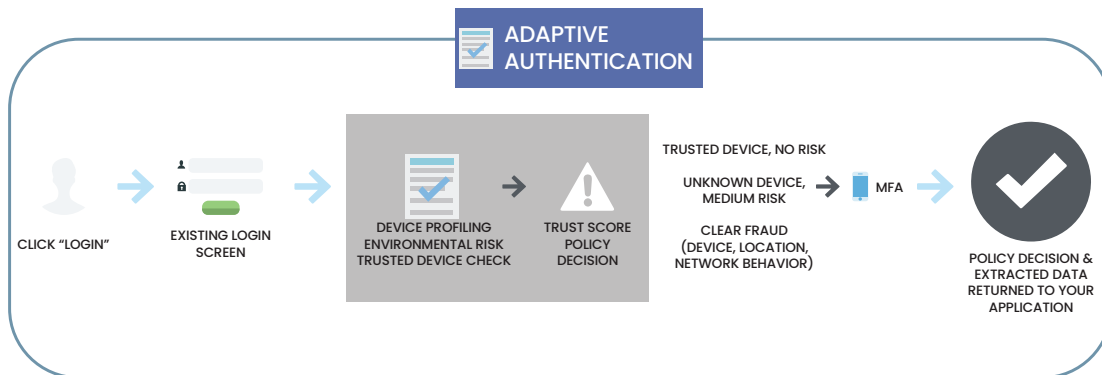 ADAPTIVE
AUTHENTICATION
CLICK “LOGIN”
EXISTING LOGIN
SCREEN
DEVICE PROFILING
ENVIRONMENTAL RISK
TRUSTED DEVICE CHECK
TRUST SCORE
POLICY
DECISION
TRUSTED DEVICE, NO RISK
UNKNOWN DEVICE,
MEDIUM RISK
CLEAR FRAUD
(DEVICE, LOCATION,
NETWORK BEHAVIOR)
MFA
POLICY DECISION &
EXTRACTED DATA
RETURNED TO YOUR
APPLICATION